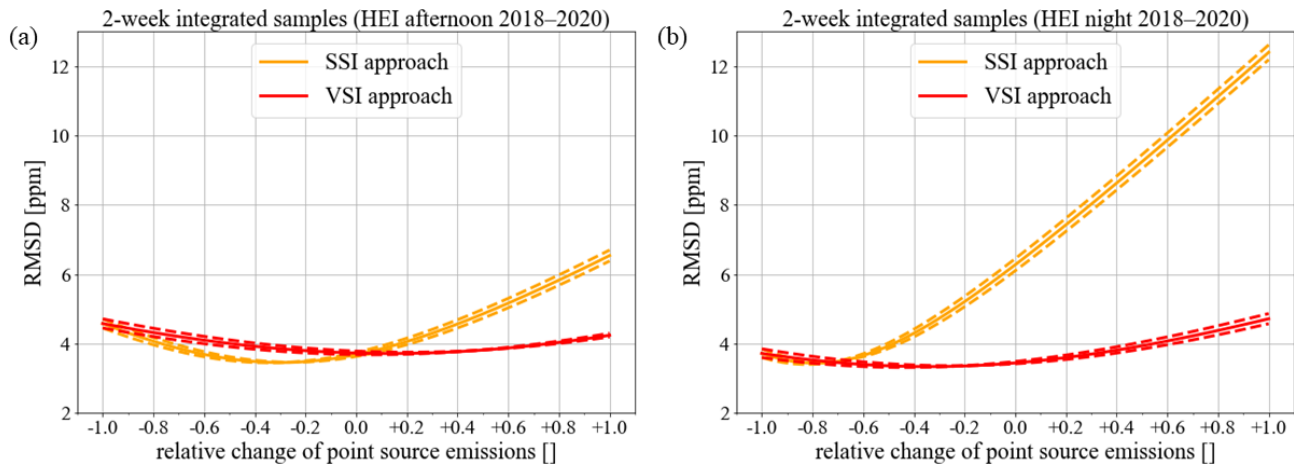 (a)
2-week integrated samples (HEI afternoon 2018–2020)
SSI approach
VSI approach
RMSD [ppm]
12
10
8
6
4
2
-1.0 -0.8 -0.6 -0.4 -0.2 0.0 +0.2 +0.4 +0.6 +0.8 +1.0
relative change of point source emissions []
(b)
2-week integrated samples (HEI night 2018–2020)
SSI approach
VSI approach
RMSD [ppm]
12
10
8
6
4
2
-1.0 -0.8 -0.6 -0.4 -0.2 0.0 +0.2 +0.4 +0.6 +0.8 +1.0
relative change of point source emissions []